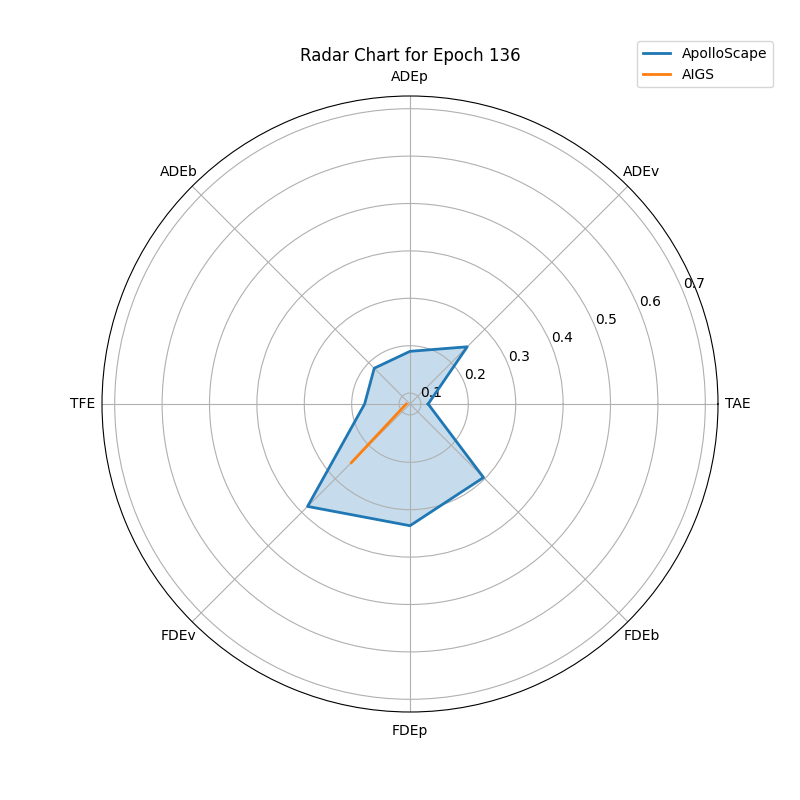 Radar Chart for Epoch 136
ApolloScape
AIGS
ADEp
ADEb
ADEv
0.7
0.6
0.5
0.4
0.3
0.2
0.1
TFE
TAE
FDEv
FDEb
FDEp